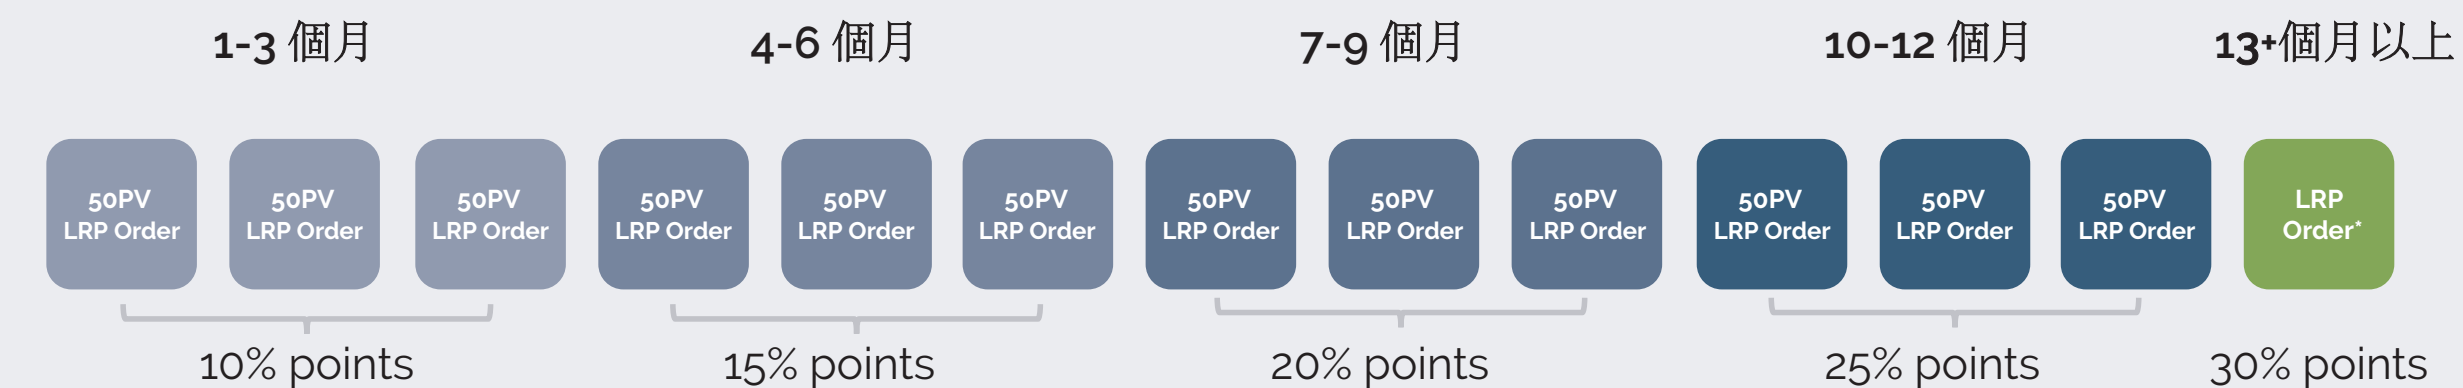 1-3 個月
4-6 個月
7-9 個月
10-12 個月
13+個月以上
50PV
LRP Order
50PV
LRP Order
50PV
LRP Order
50PV
LRP Order
50PV
LRP Order
50PV
LRP Order
50PV
LRP Order
50PV
LRP Order
50PV
LRP Order
50PV
LRP Order
50PV
LRP Order
50PV
LRP Order
LRP
Order*
10% points
15% points
20% points
25% points
30% points